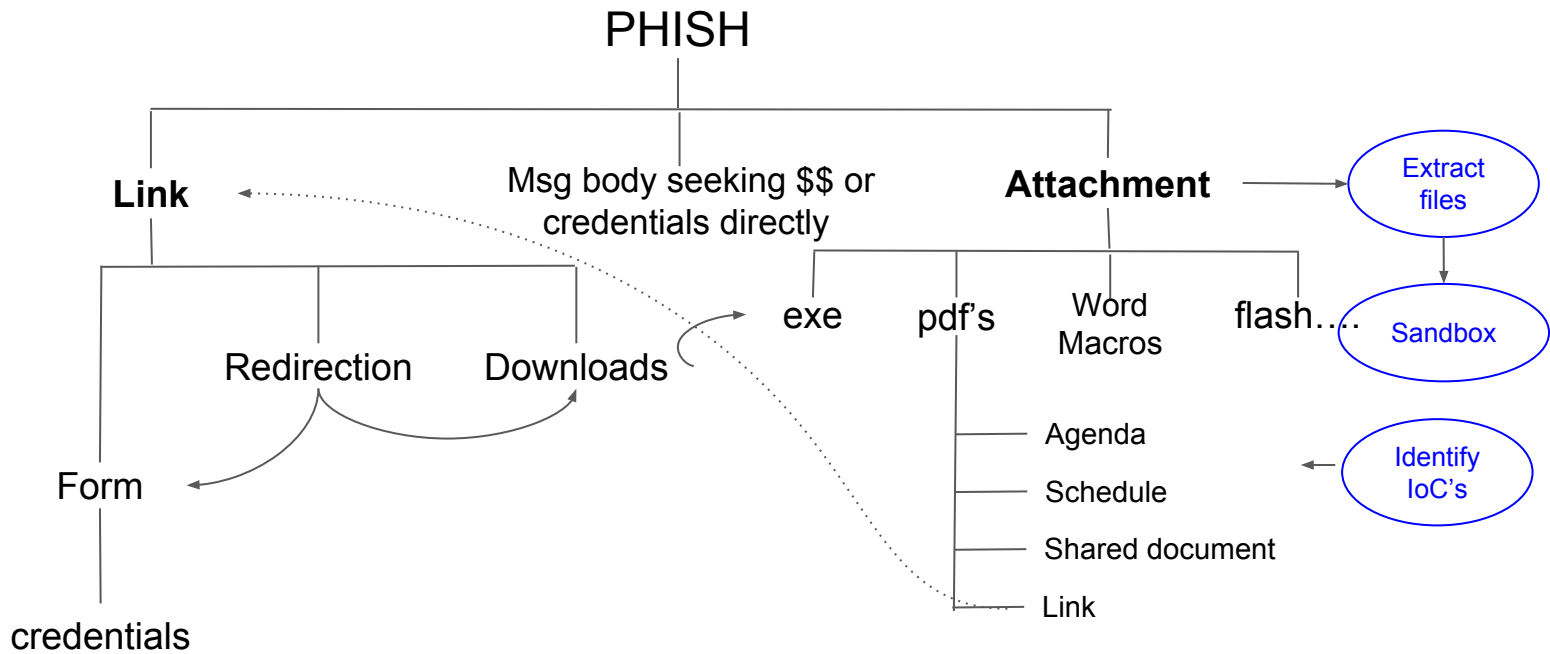 PHISH
Link
Msg body seeking $$ or
credentials directly
Attachment
Extract
files
exe
pdf’s
Word
Macros
flash….
Sandbox
Redirection
Downloads
Agenda
Form
Schedule
Identify
IoC’s
Shared document
Link
credentials